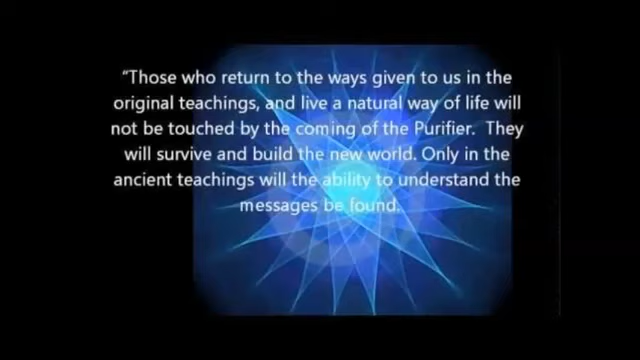 “Those who return to the ways given to us in the
original teachings, and live a natural way of life will
not be touched by the coming of the Purifier.  They
will survive and build the new world. Only in the
ancient teachings will the ability to understand the
messages be found.